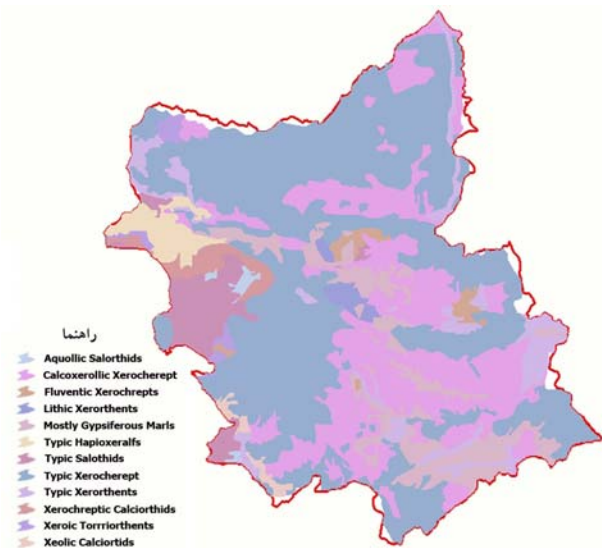 راهنما
Aquollic Salorthids
Calcoxerollic Xerocherept
Fluventic Xerochrepts
Lithic Xerorthents
Mostly Gypsiferous Marls
Typic Hapioxeralfs
Typic Salothids
Typic Xerocherept
Typic Xerorthents
Xerochreptic Calciorthids
Xeroic Torrriorthents
Xeolic Calciortids